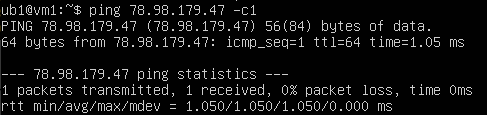 ub1@vm1:~$ ping 78.98.179.47 -c1
PING 78.98.179.47 (78.98.179.47) 56(84) bytes of data.
64 bytes from 78.98.179.47: icmp_seq=1 ttl=64 time=1.05 ms

--- 78.98.179.47 ping statistics ---
1 packets transmitted, 1 received, 0% packet loss, time 0ms
rtt min/avg/max/mdev = 1.050/1.050/1.050/0.000 ms